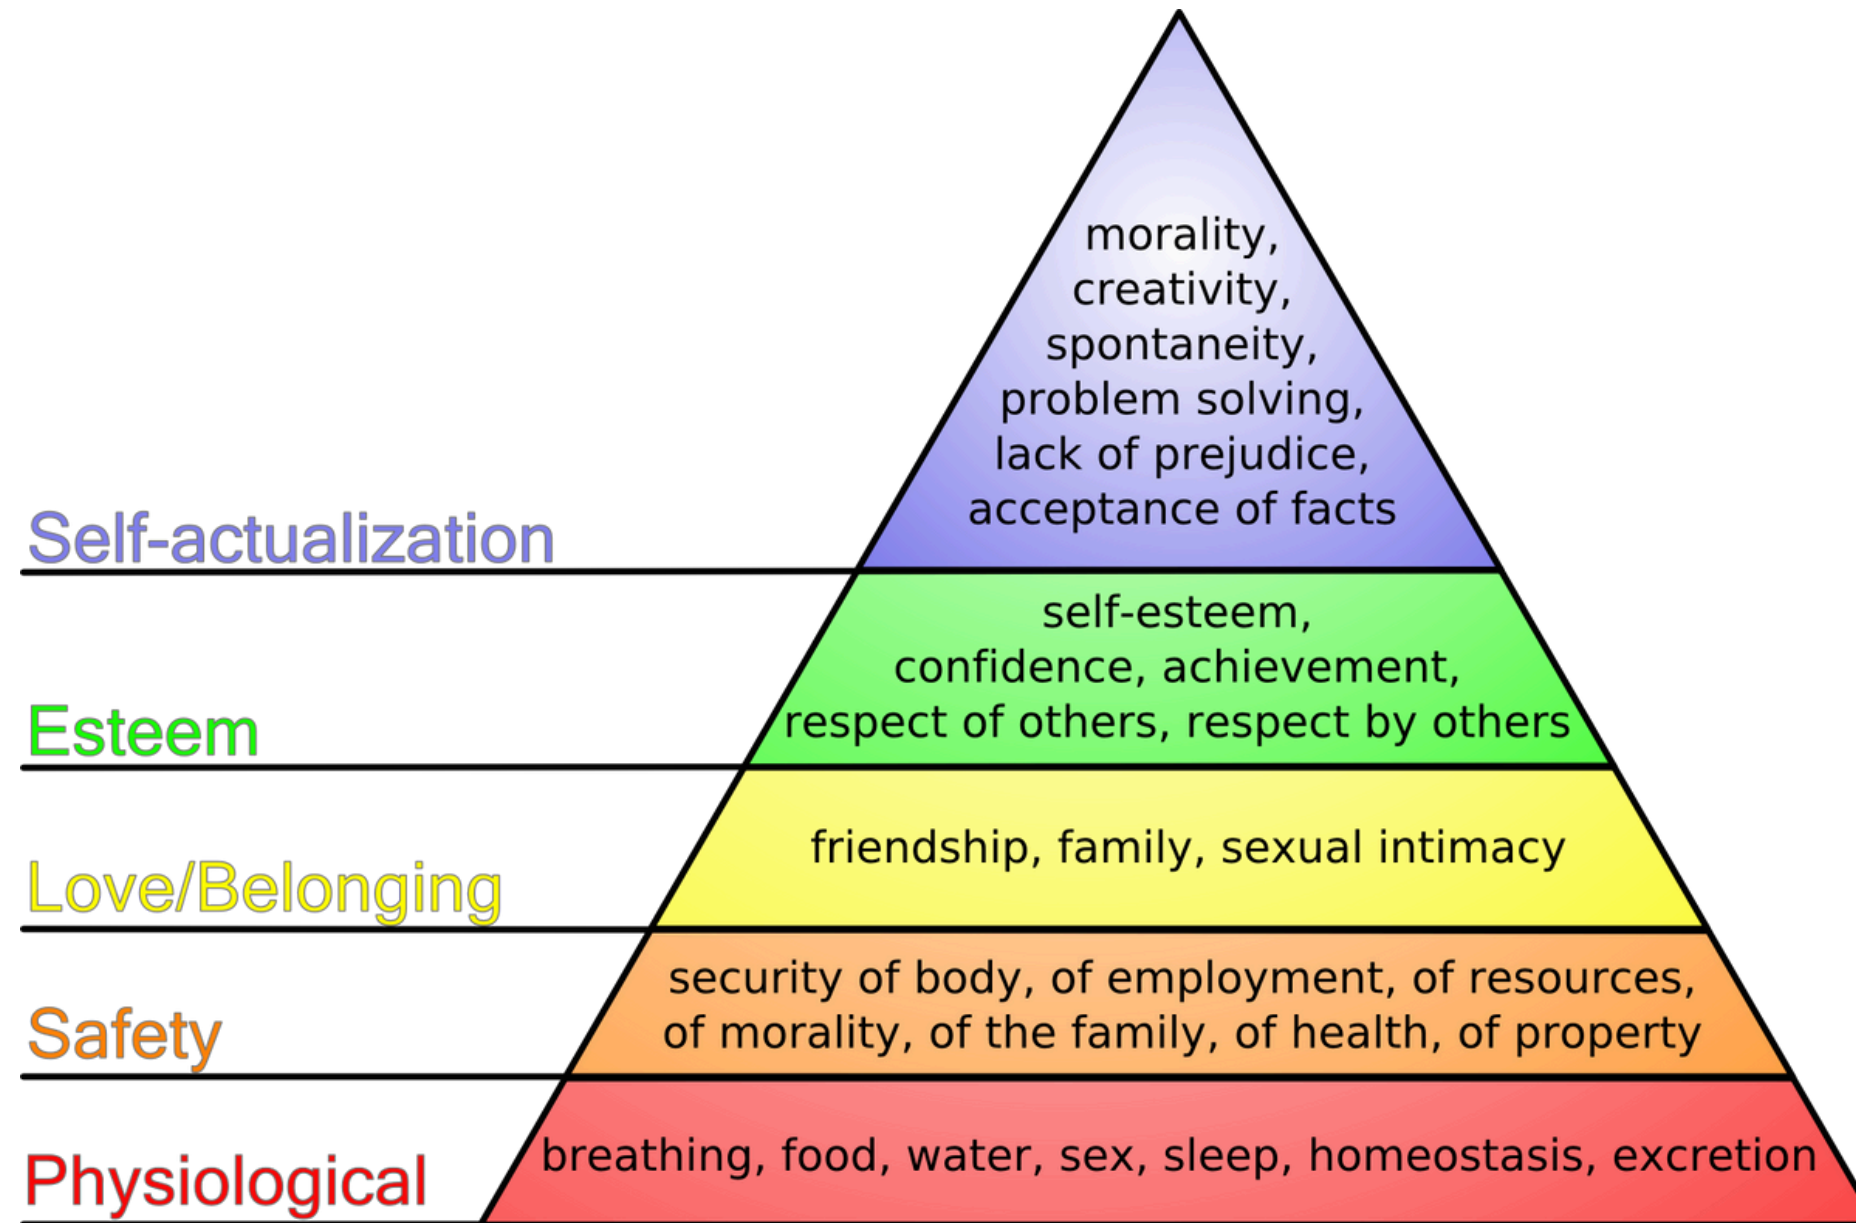 morality,
creativity,
spontaneity,
problem solving,
lack of prejudice,
acceptance of facts
Self-actualization
self-esteem,
confidence, achievement,
respect of others, respect by others
Esteem
friendship, family, sexual intimacy
Love/Belonging
security of body, of employment, of resources,
of morality, of the family, of health, of property
Safety
breathing, food, water, sex, sleep, homeostasis, excretion
Physiological